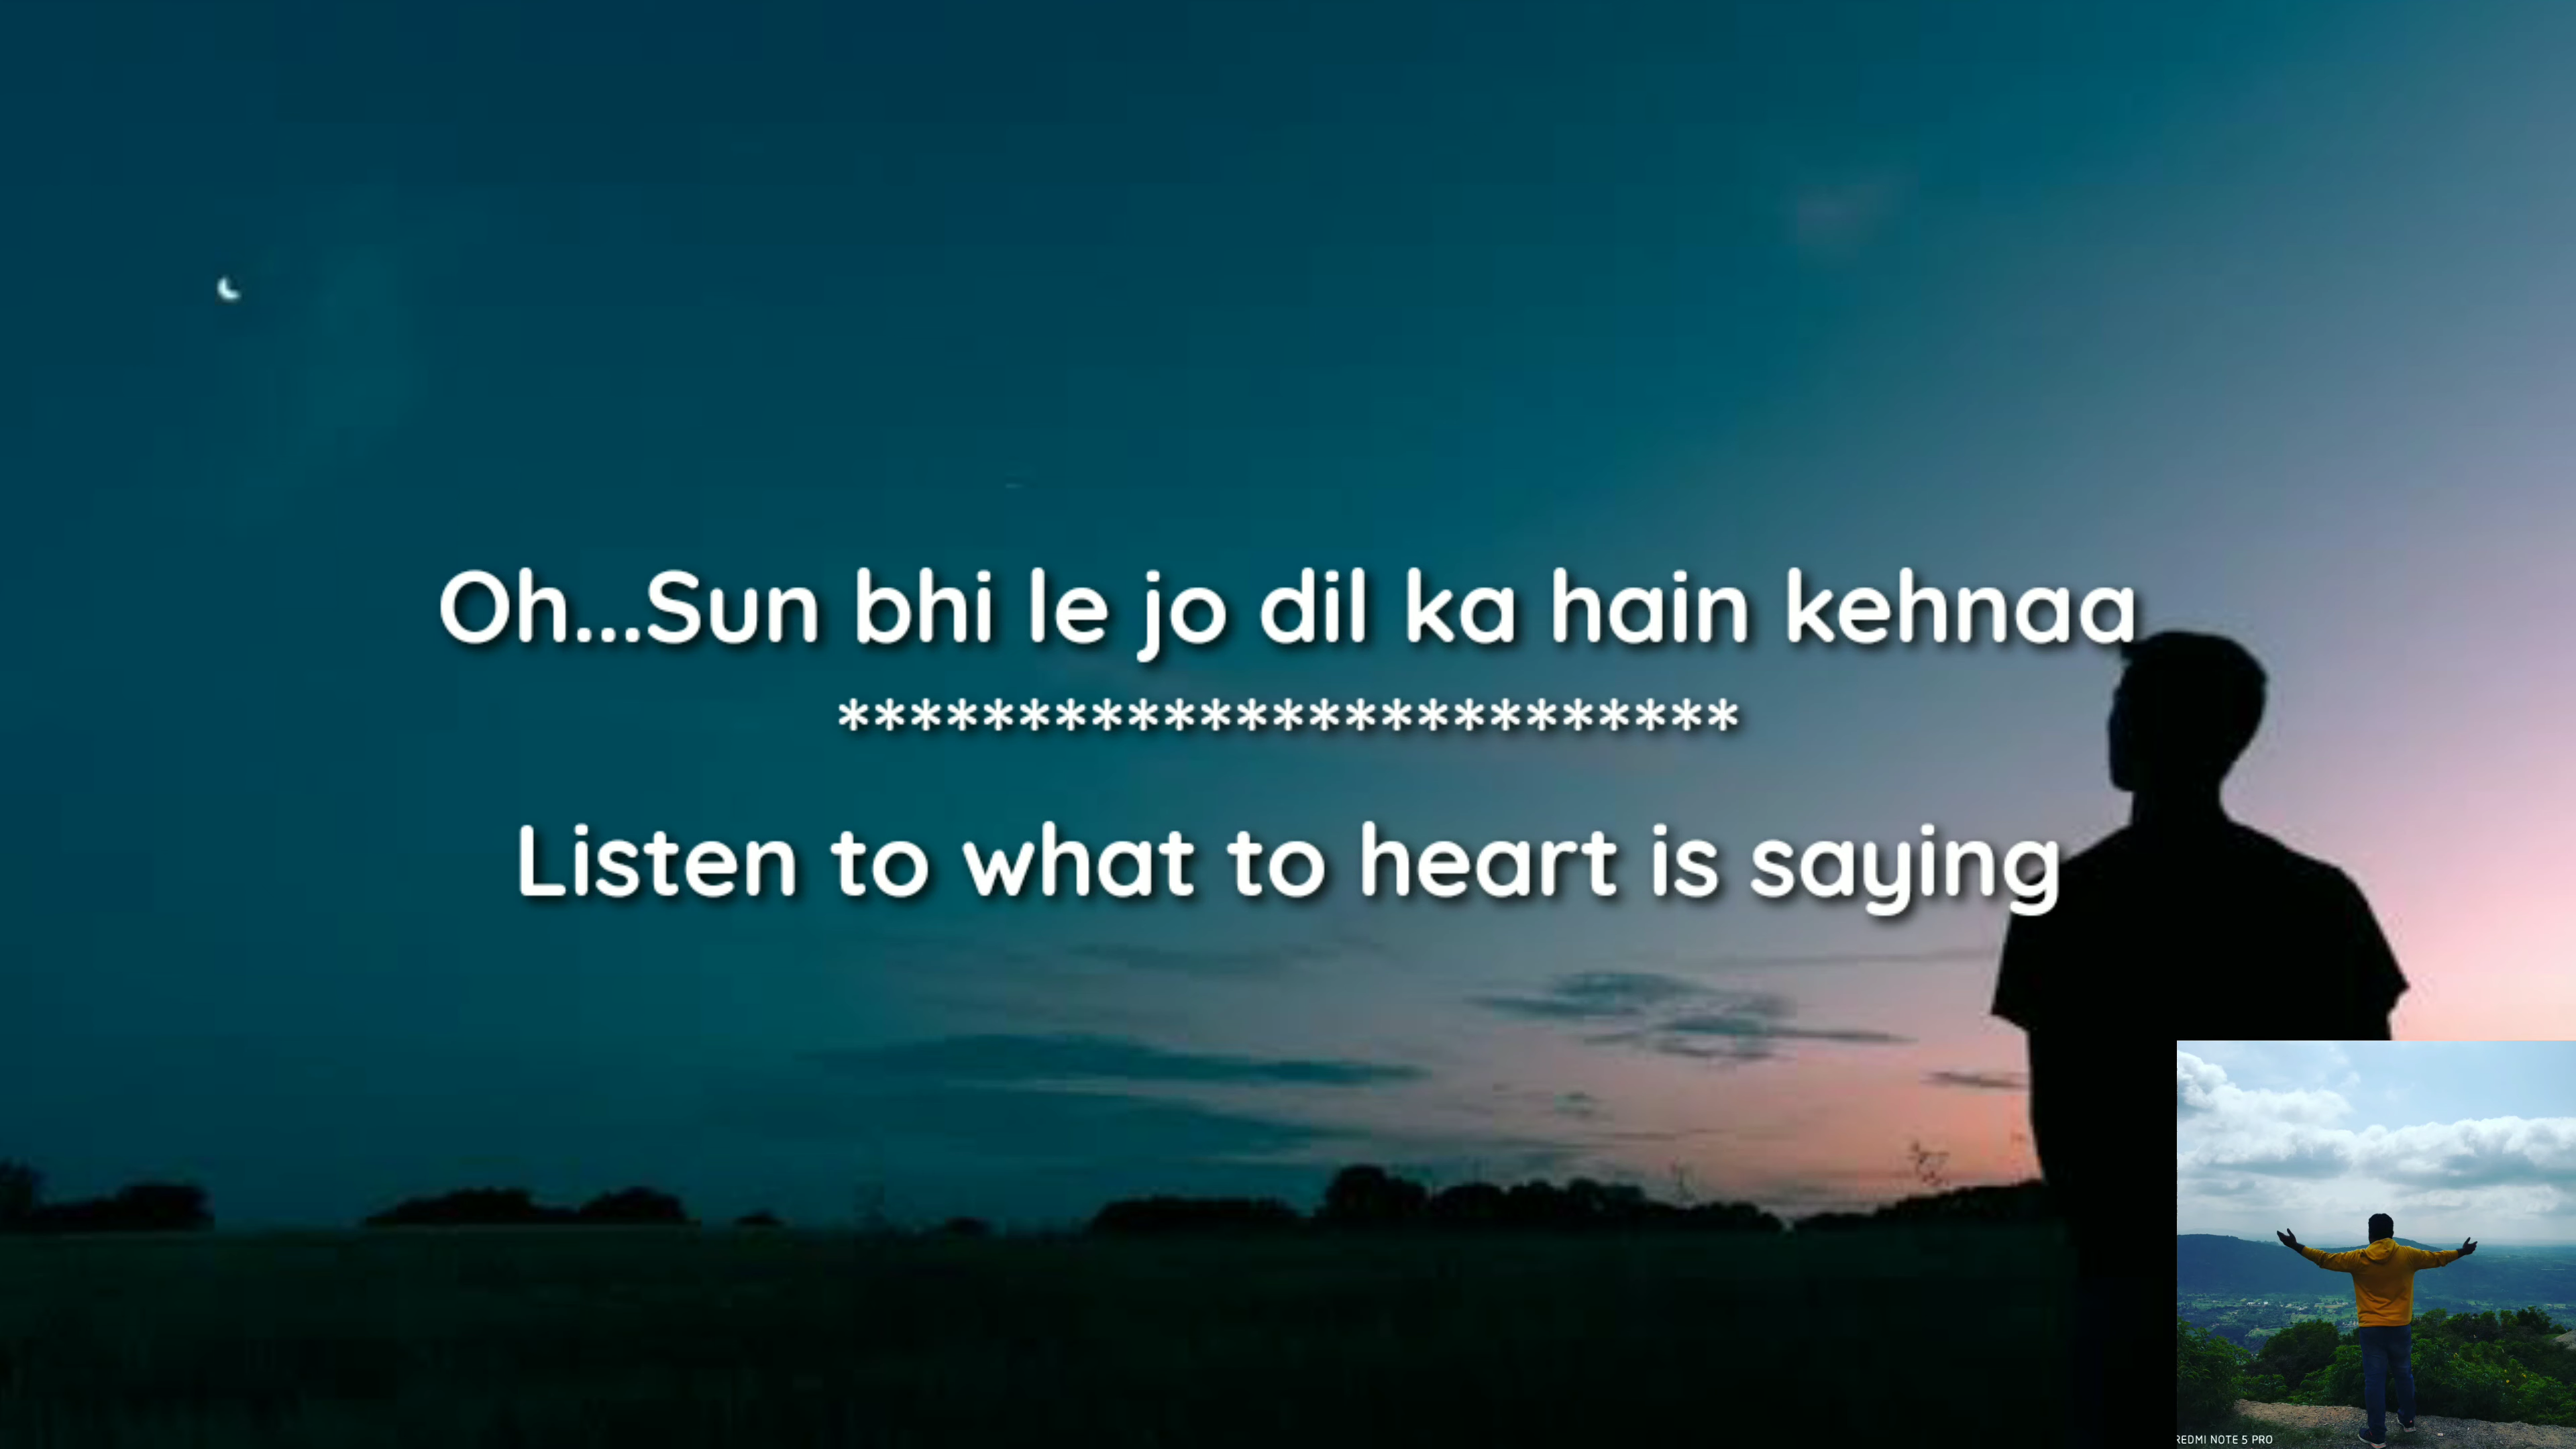 Oh...Sun bhi le jo dil ka hain kehnaa
*************************
Listen to what to heart is saying
REDMI NOTE 5 PRO